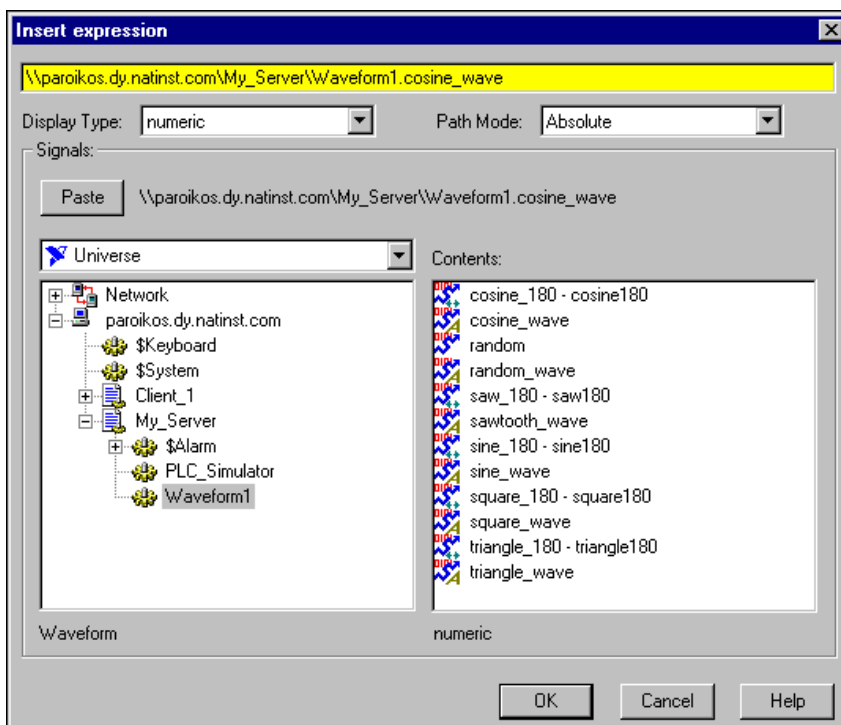 Insert expression
\\paroikos.dy.natinst.com\My_Server\Waveform1.cosine_wave
Display Type: numeric Path Mode: Absolute
Signals:
Paste \\paroikos.dy.natinst.com\My_Server\Waveform1.cosine_wave
Universe
Contents:
Network
paroikos.dy.natinst.com
$Keyboard
$System
Client_1
My_Server
$Alarm
PLC_Simulator
Waveform1
cosine_180 - cosine180
cosine_wave
random
random_wave
saw_180 - saw180
sawtooth_wave
sine_180 - sine180
sine_wave
square_180 - square180
square_wave
triangle_180 - triangle180
triangle_wave
Waveform
numeric
OK Cancel Help